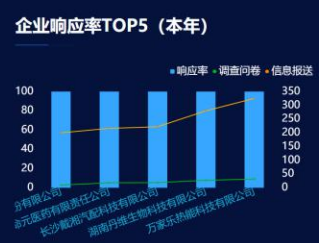 企业响应率TOP5（本年）
响应率 调查问卷 信息报送
100
80
60
40
20
0
350
300
250
200
150
100
50
0
份有限公司
元医药有限责任公司
长沙戴湘汽配科技有限公司
湖南丹维生物科技有限公司
万家乐热能科技有限公司